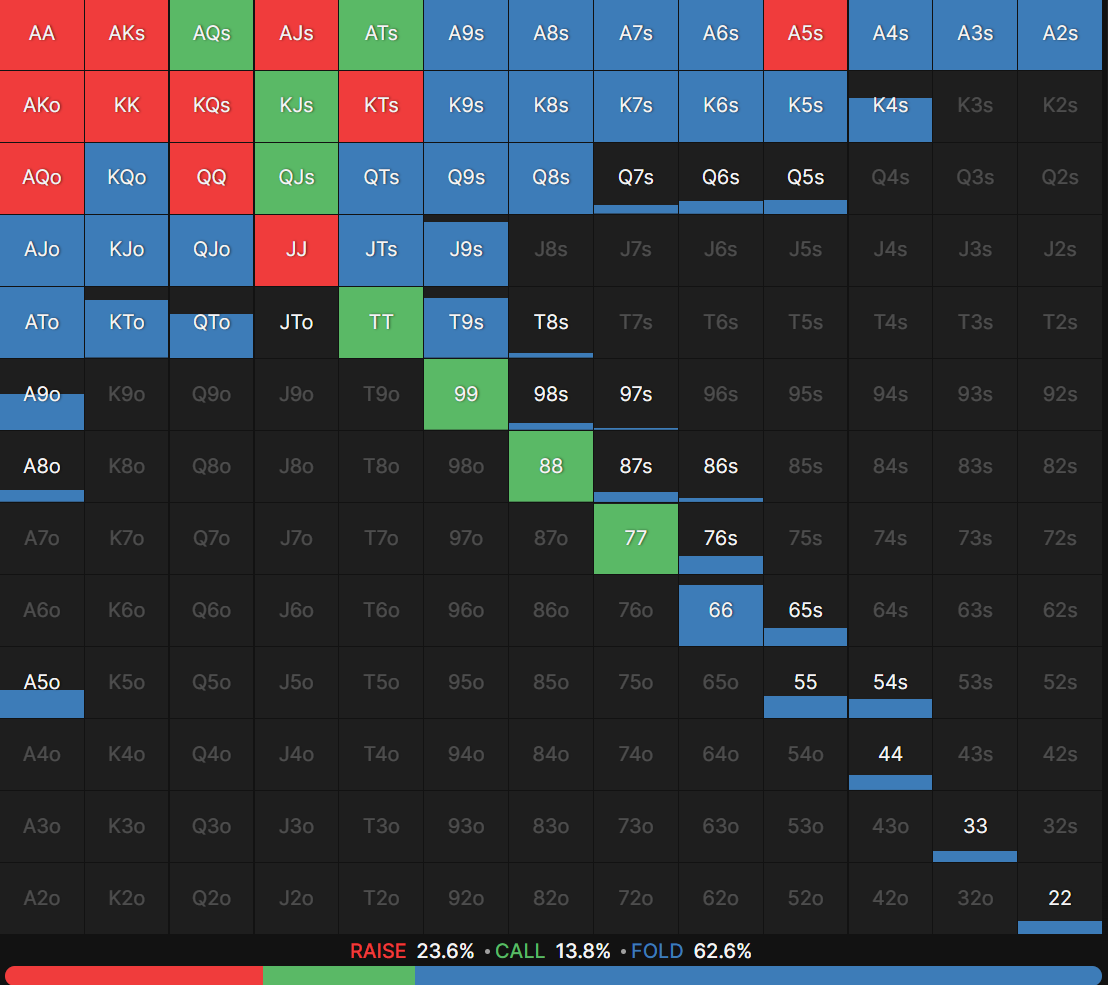 AA AKs AQs AJs ATs A9s A8s A7s A6s A5s A4s A3s A2s
AKo KK KQs KJs KTs K9s K8s K7s K6s K5s K4s K3s K2s
AQo KQo QQ QJs QTs Q9s Q8s Q7s Q6s Q5s Q4s Q3s Q2s
AJo KJo QJo JJ JTs J9s J8s J7s J6s J5s J4s J3s J2s
ATo KTo QTo JTo TT T9s T8s T7s T6s T5s T4s T3s T2s
A9o K9o Q9o J9o T9o 99 98s 97s 96s 95s 94s 93s 92s
A8o K8o Q8o J8o T8o 98o 88 87s 86s 85s 84s 83s 82s
A7o K7o Q7o J7o T7o 97o 87o 77 76s 75s 74s 73s 72s
A6o K6o Q6o J6o T6o 96o 86o 76o 66 65s 64s 63s 62s
A5o K5o Q5o J5o T5o 95o 85o 75o 65o 55 54s 53s 52s
A4o K4o Q4o J4o T4o 94o 84o 74o 64o 54o 44 43s 42s
A3o K3o Q3o J3o T3o 93o 83o 73o 63o 53o 43o 33 32s
A2o K2o Q2o J2o T2o 92o 82o 72o 62o 52o 42o 32o 22
RAISE 23.6% • CALL 13.8% • FOLD 62.6%